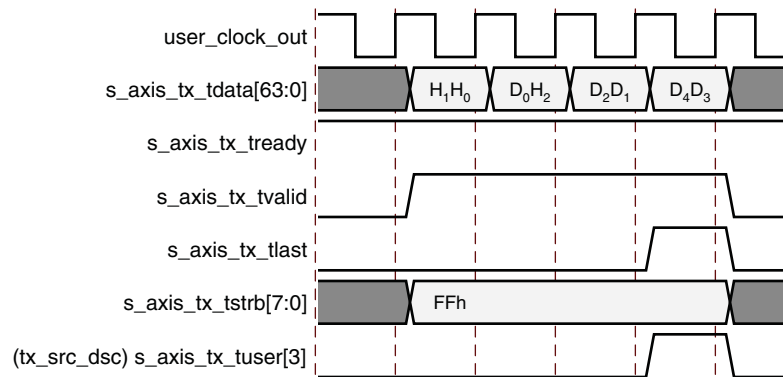 user_clock_out
s_axis_tx_tdata[63:0] H₁H₀ D₀H₂ D₂D₁ D₄D₃
s_axis_tx_tready
s_axis_tx_tvalid
s_axis_tx_tlast
s_axis_tx_tstrb[7:0] FFh
(tx_src_dsc) s_axis_tx_tuser[3]